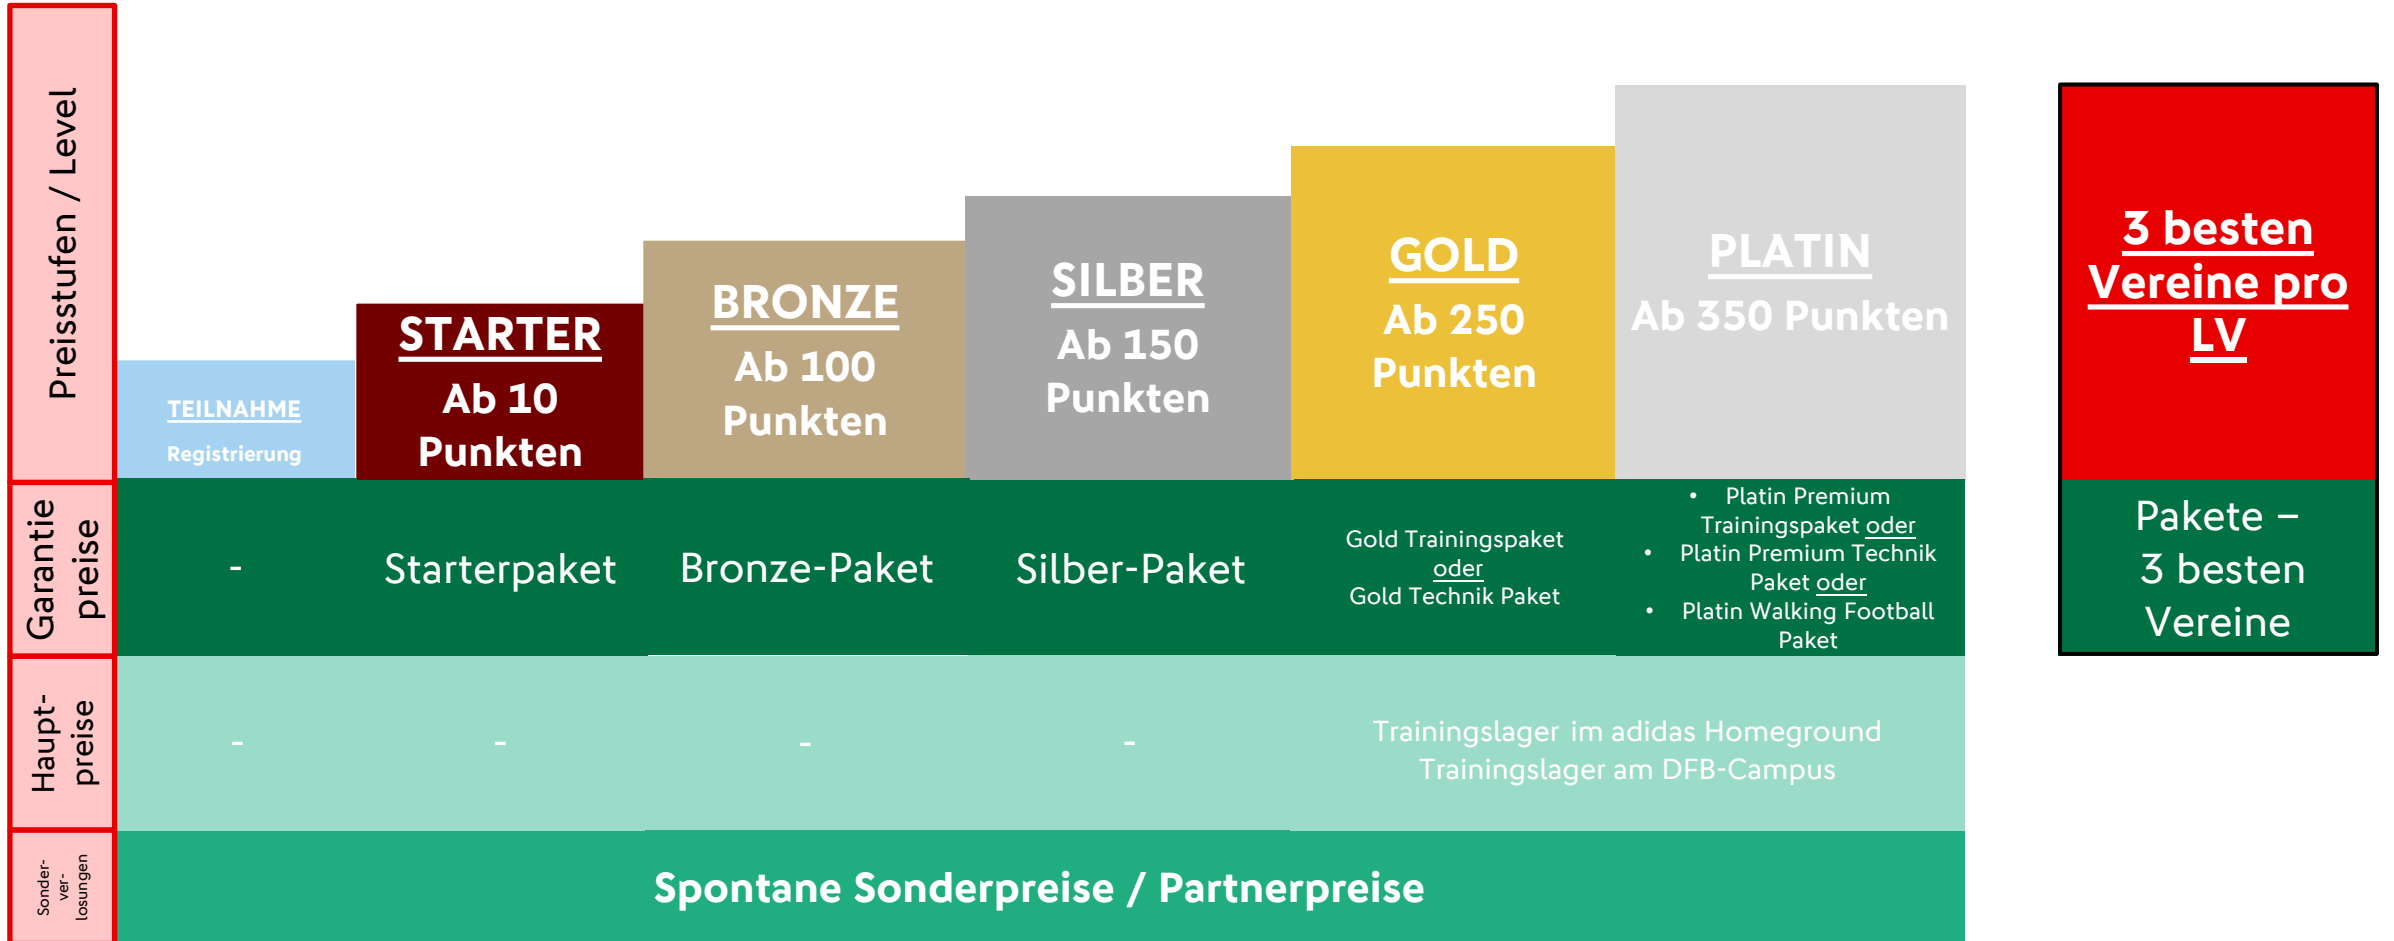 Preisstufen / Level
TEILNAHME
Registrierung
STARTER
Ab 10
Punkten
BRONZE
Ab 100
Punkten
SILBER
Ab 150
Punkten
GOLD
Ab 250
Punkten
PLATIN
Ab 350 Punkten
3 besten
Vereine pro
LV
Garantie
preise
-
Starterpaket
Bronze-Paket
Silber-Paket
Gold Trainingspaket
oder
Gold Technik Paket
• Platin Premium
Trainingspaket oder
• Platin Premium Technik
Paket oder
• Platin Walking Football
Paket
Pakete –
3 besten
Vereine
Haupt-
preise
-
-
-
-
Trainingslager im adidas Homeground
Trainingslager am DFB-Campus
Sonder-
ver-
losungen
Spontane Sonderpreise / Partnerpreise